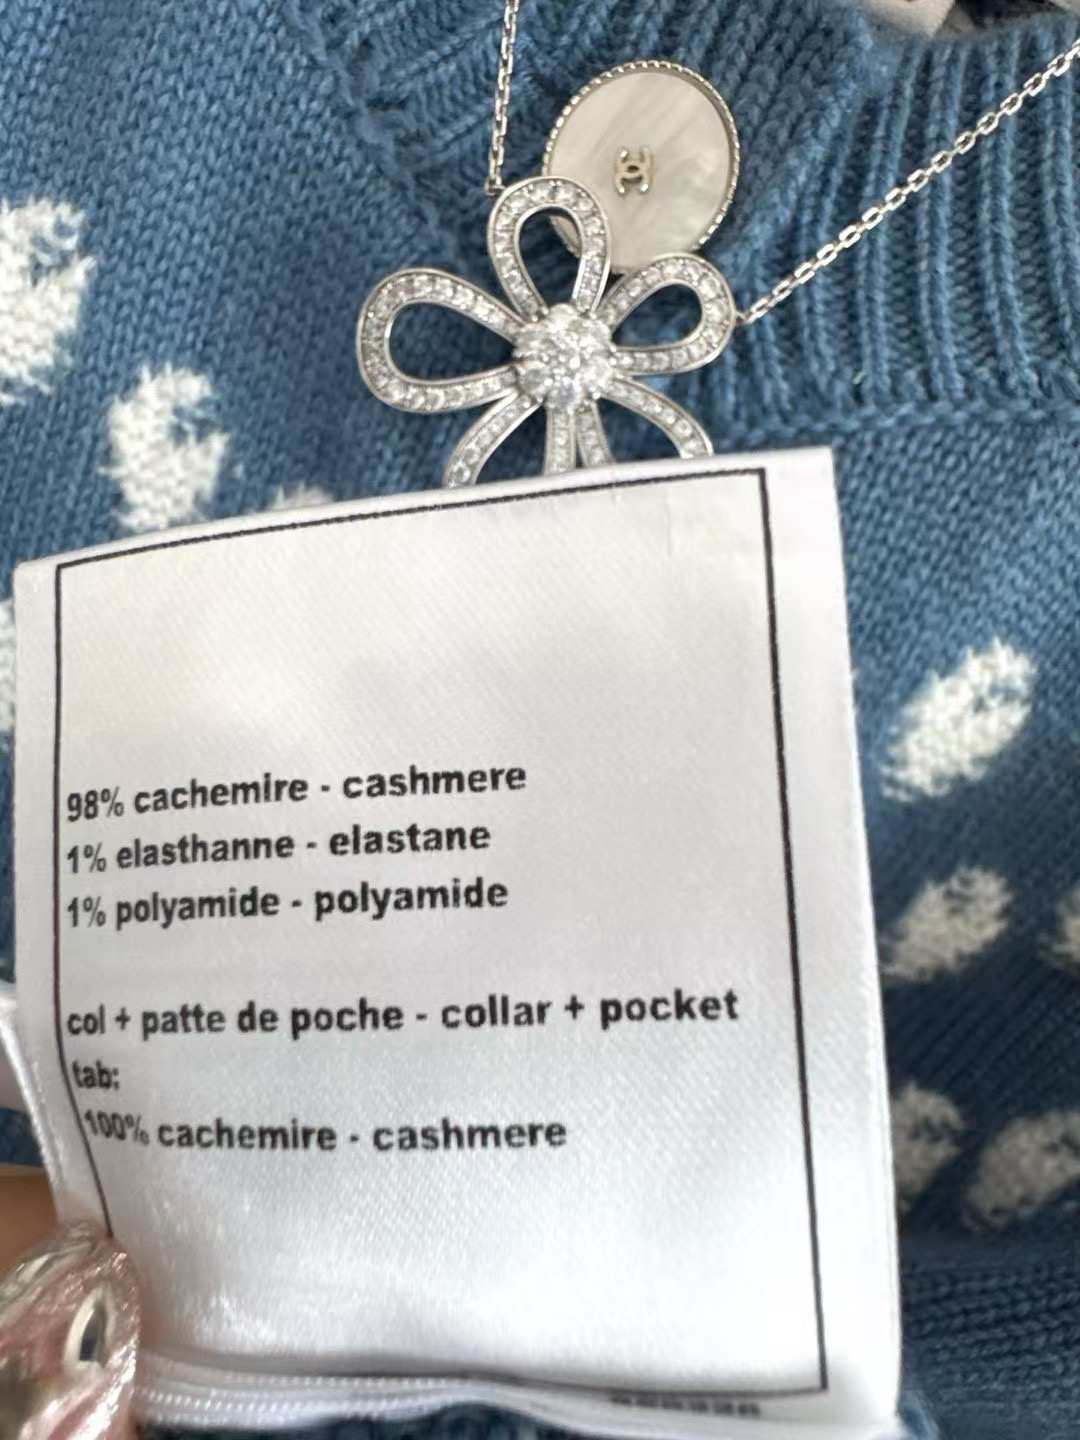 98% cachemire - cashmere
1% elasthanne - elastane
1% polyamide - polyamide
col + patte de poche - collar + pocket
tab:
100% cachemire - cashmere